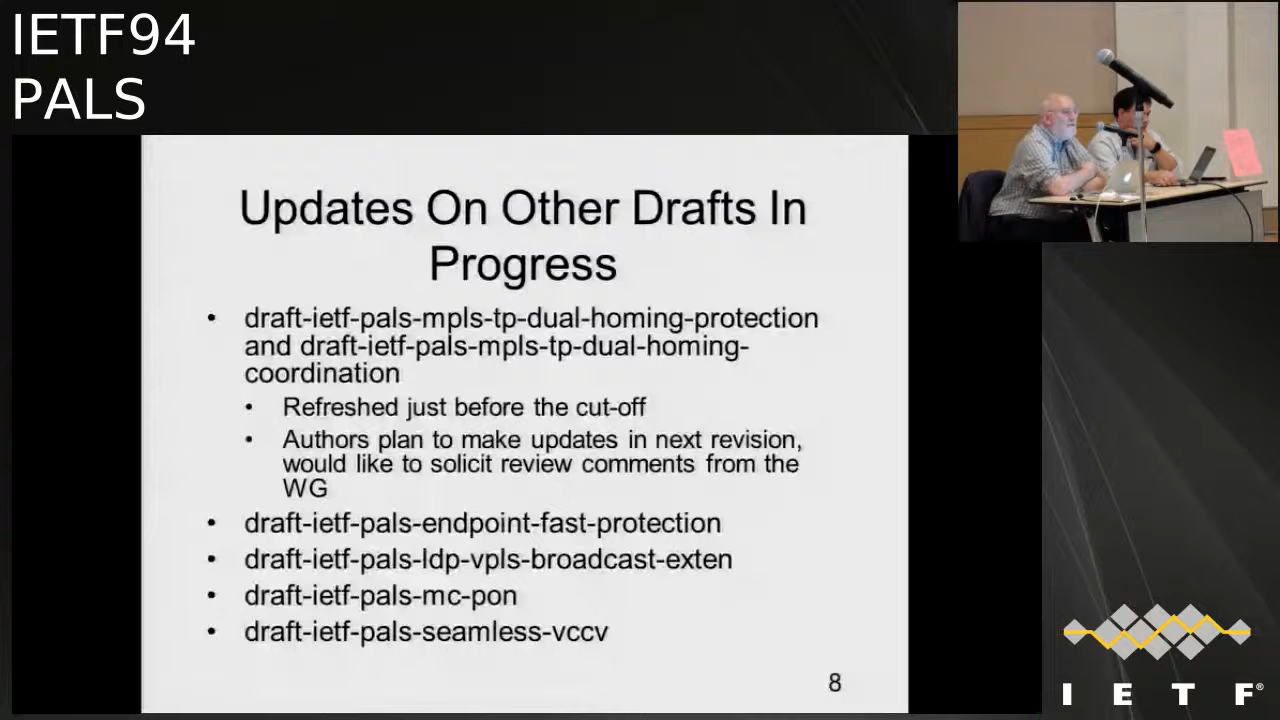 IETF94
PALS
Updates On Other Drafts In
Progress
• draft-ietf-pals-mpls-tp-dual-homing-protection
and draft-ietf-pals-mpls-tp-dual-homing-
coordination
• Refreshed just before the cut-off
• Authors plan to make updates in next revision,
would like to solicit review comments from the
WG
• draft-ietf-pals-endpoint-fast-protection
• draft-ietf-pals-ldp-vpls-broadcast-exten
• draft-ietf-pals-mc-pon
• draft-ietf-pals-seamless-vccv
8
I E T F®